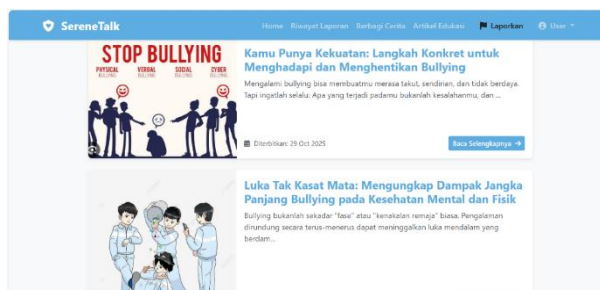 SereneTalk
Home Riwayat Laporan Berbagi Cerita Artikel Edukasi Laporkan User
STOP BULLYING
PHYSICAL VERBAL SOCIAL CYBER
BULLYING BULLYING BULLYING BULLYING
Kamu Punya Kekuatan: Langkah Konkret untuk
Menghadapi dan Menghentikan Bullying
Mengalami bullying bisa membuatmu merasa takut, sendirian, dan tidak berdaya.
Tapi ingatlah selalu: Apa yang terjadi padamu bukanlah kesalahanmu, dan ...
Diterbitkan: 29 Oct 2025
Baca Selengkapnya →
Luka Tak Kasat Mata: Mengungkap Dampak Jangka
Panjang Bullying pada Kesehatan Mental dan Fisik
Bullying bukanlah sekadar "fase" atau "kenakalan remaja" biasa. Pengalaman
dirundung secara terus-menerus dapat meninggalkan luka mendalam yang
berdam...